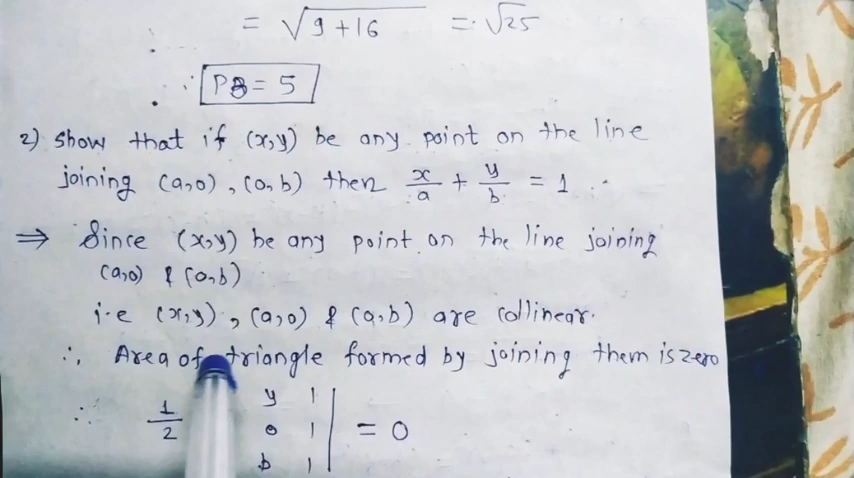 = √9+16 = √25
∴ PB = 5
2) Show that if (x,y) be any point on the line
joining (a,0), (0,b) then x/a + y/b = 1.
⇒ Since (x,y) be any point on the line joining
(a,0) & (0,b)
i.e (x,y), (a,0) & (0,b) are collinear.
∴ Area of triangle formed by joining them is zero
∴ 1/2 y 1 | = 0
0 1
b 1